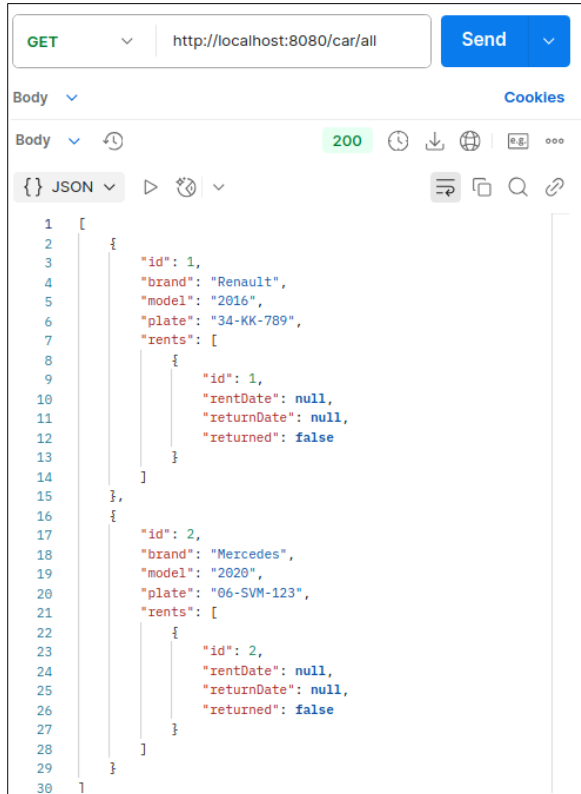 GET http://localhost:8080/car/all Send
Body Cookies
Body 200 e.g.
{} JSON
1 [
2 {
3 "id": 1,
4 "brand": "Renault",
5 "model": "2016",
6 "plate": "34-KK-789",
7 "rents": [
8 {
9 "id": 1,
10 "rentDate": null,
11 "returnDate": null,
12 "returned": false
13 }
14 ]
15 },
16 {
17 "id": 2,
18 "brand": "Mercedes",
19 "model": "2020",
20 "plate": "06-SVM-123",
21 "rents": [
22 {
23 "id": 2,
24 "rentDate": null,
25 "returnDate": null,
26 "returned": false
27 }
28 ]
29 }
30 ]